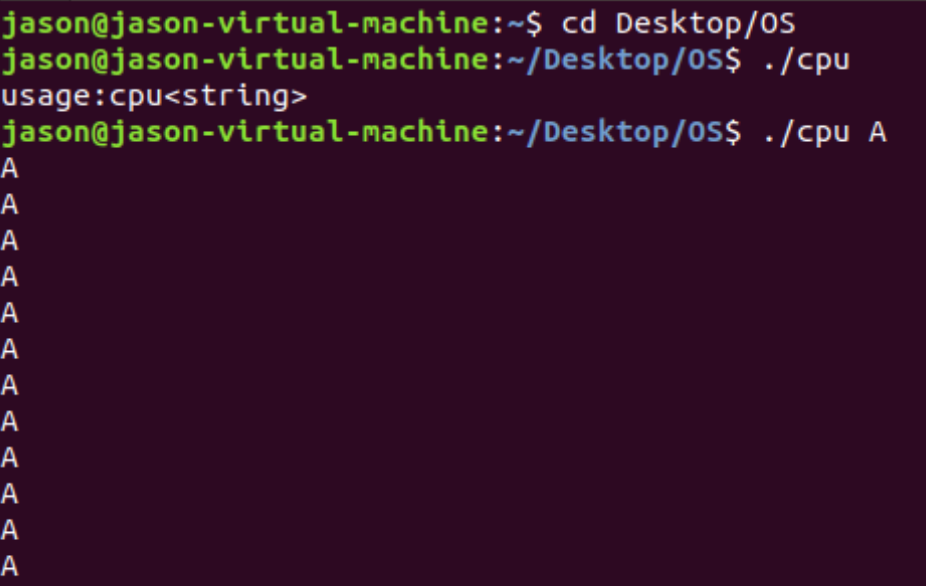 jason@jason-virtual-machine:~$ cd Desktop/OS
jason@jason-virtual-machine:~/Desktop/OS$ ./cpu
usage:cpu<string>
jason@jason-virtual-machine:~/Desktop/OS$ ./cpu A
A
A
A
A
A
A
A
A
A
A
A
A